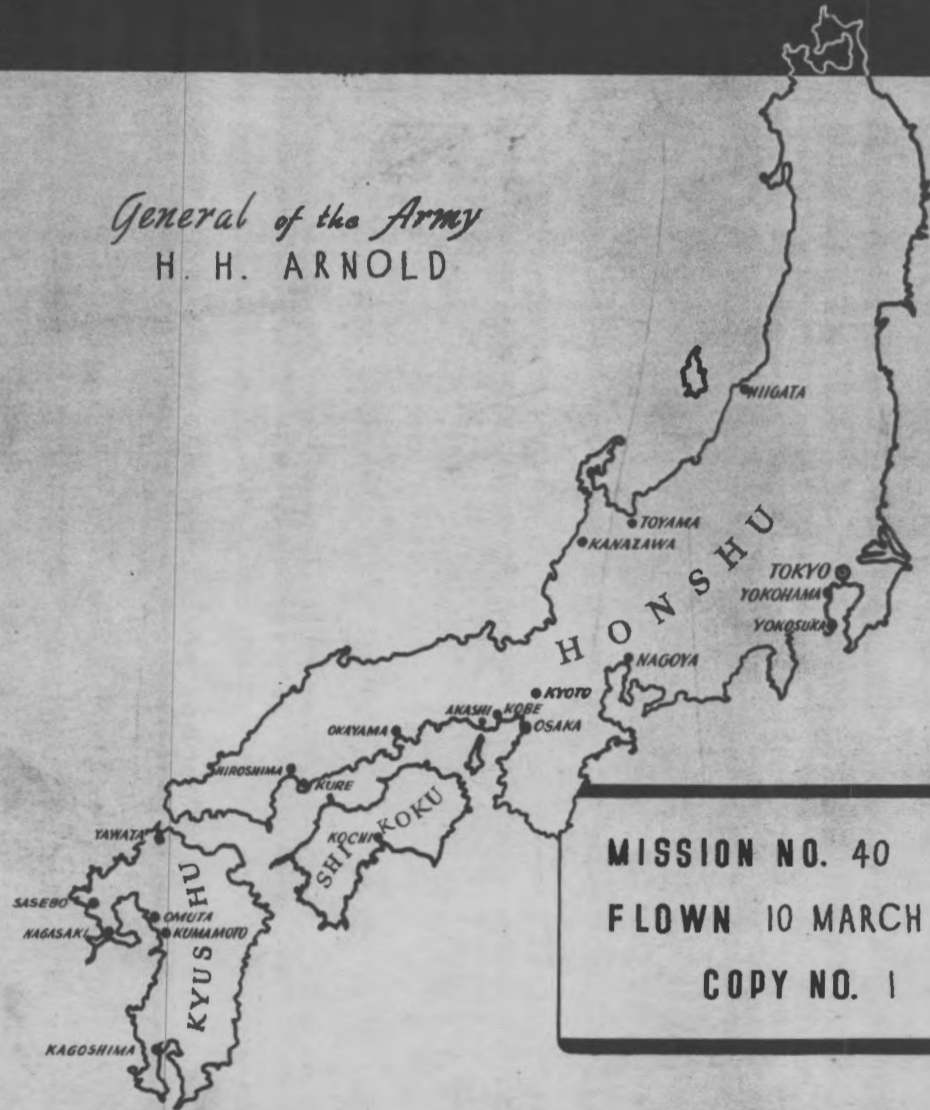 General of the Army
H. H. ARNOLD
NIIGATA
TOYAMA
KANAZAWA
HONSHU
TOKYO
YOKOHAMA
YOKOSUKA
NAGOYA
KYOTO
AKASHI
KOBE
OSAKA
OKAYAMA
HIROSHIMA
KURE
SHIKOKU
KOCHI
YAWATA
SASEBO
OMUTA
NAGASAKI
KUMAMOTO
KYUSHU
KAGOSHIMA
MISSION NO. 40
FLOWN 10 MARCH
COPY NO. 1